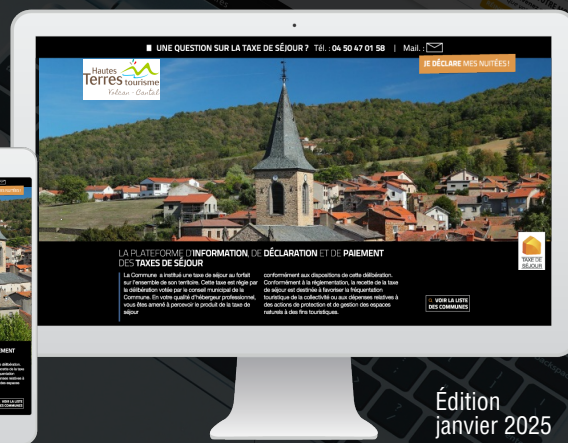 UNE QUESTION SUR LA TAXE DE SÉJOUR ? Tél. : 04 50 47 01 58 | Mail. :
JE DÉCLARE MES NUITÉES !
Hautes
Terres tourisme
Volcan - Cantal
LA PLATEFORME D'INFORMATION, DE DÉCLARATION ET DE PAIEMENT
DES TAXES DE SÉJOUR
La Commune a institué une taxe de séjour au forfait
sur l'ensemble de son territoire. Cette taxe est régie par
la délibération votée par le conseil municipal de la
Commune. En votre qualité d'hébergeur professionnel,
vous êtes amené à percevoir le produit de la taxe de
séjour
conformément aux dispositions de cette délibération.
Conformément à la réglementation, la recette de la taxe
de séjour est destinée à favoriser la fréquentation
touristique de la collectivité ou aux dépenses relatives à
des actions de protection et de gestion des espaces
naturels à des fins touristiques.
TAXE DE
SÉJOUR
VOIR LA LISTE
DES COMMUNES
EMENT
VOIR LA LISTE
DES COMMUNES
Édition
janvier 2025